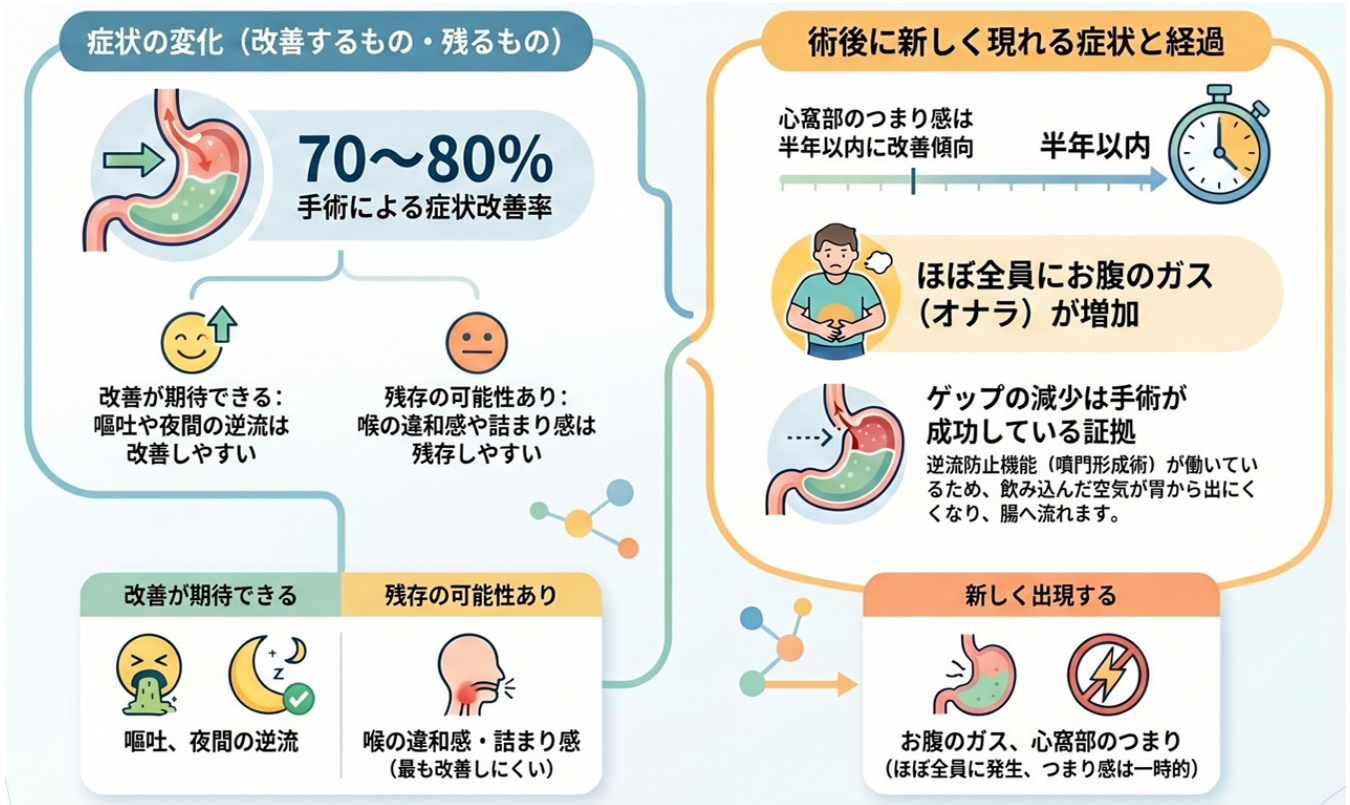 症状の変化（改善するもの・残るもの）
70〜80%
手術による症状改善率
改善が期待できる：
嘔吐や夜間の逆流は
改善しやすい
残存の可能性あり：
喉の違和感や詰まり感は
残存しやすい
改善が期待できる
残存の可能性あり
z
嘔吐、夜間の逆流
喉の違和感・詰まり感
（最も改善しにくい）
術後に新しく現れる症状と経過
心窩部のつまり感は
半年以内に改善傾向
半年以内
ほぼ全員にお腹のガス
（オナラ）が増加
ゲップの減少は手術が
成功している証拠
逆流防止機能（噴門形成術）が働いてい
るため、飲み込んだ空気が胃から出にく
くなり、腸へ流れます。
新しく出現する
お腹のガス、心窩部のつまり
（ほぼ全員に発生、つまり感は一時的）